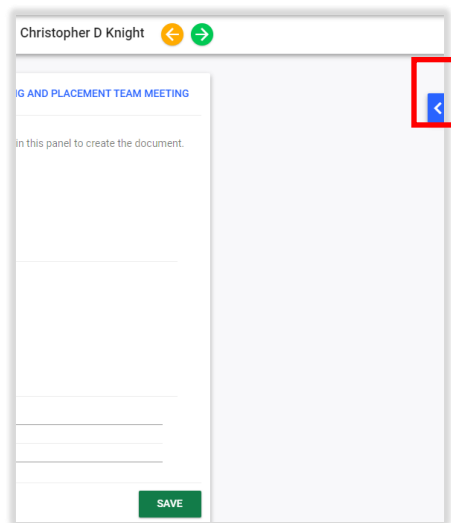 Christopher D Knight
G AND PLACEMENT TEAM MEETING
in this panel to create the document.
SAVE